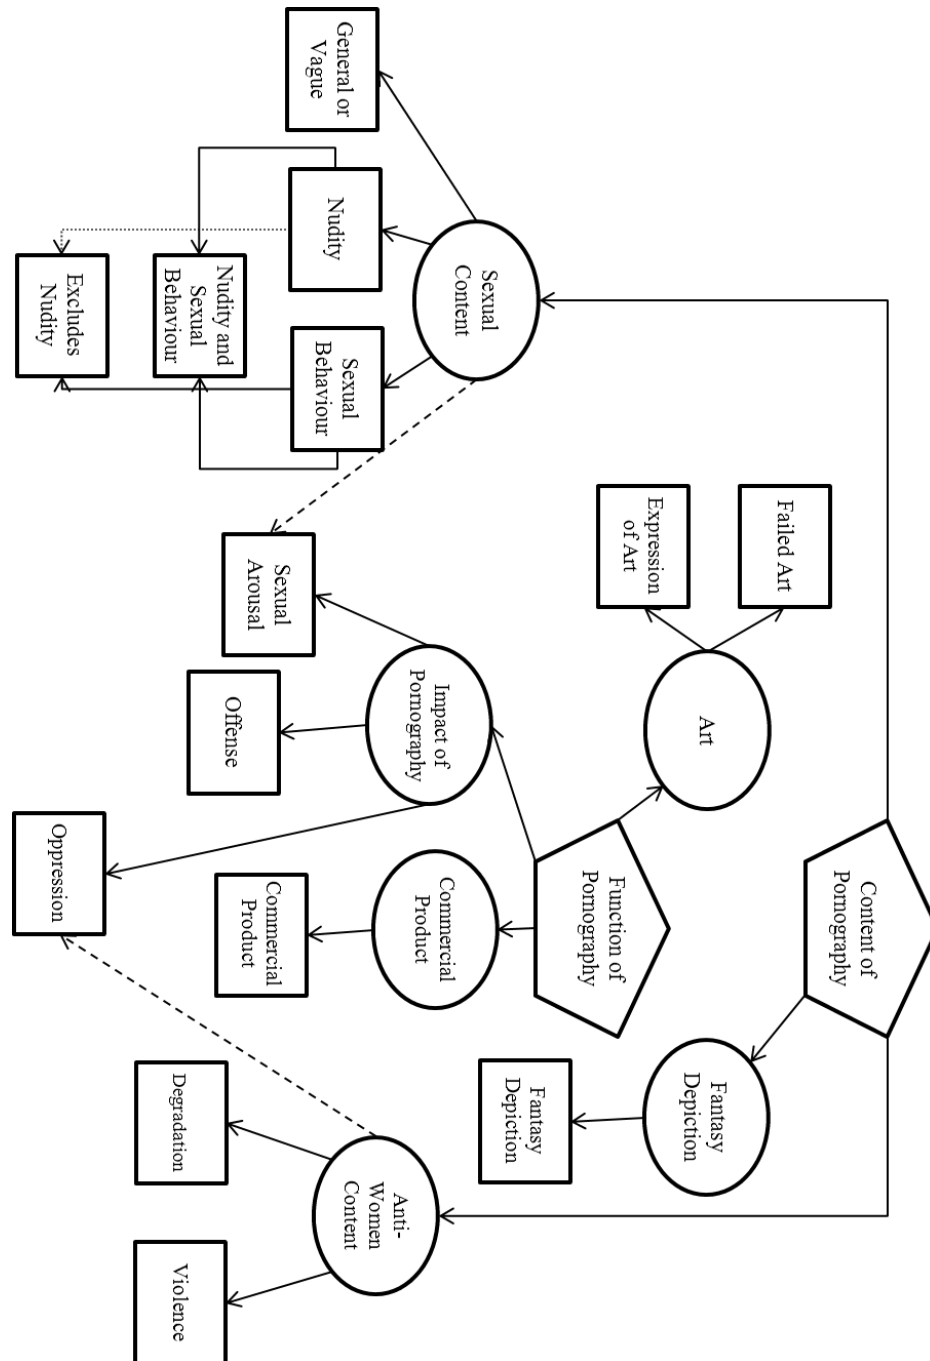 Content of
Pornography
Function of
Pornography
Sexual
Content
Art
Fantasy
Depiction
Anti-
Women
Content
Impact of
Pornography
Commercial
Product
General or
Vague
Nudity
Sexual
Behaviour
Nudity and
Sexual
Behaviour
Excludes
Nudity
Failed Art
Expression
of Art
Sexual
Arousal
Offense
Oppression
Commercial
Product
Fantasy
Depiction
Degradation
Violence